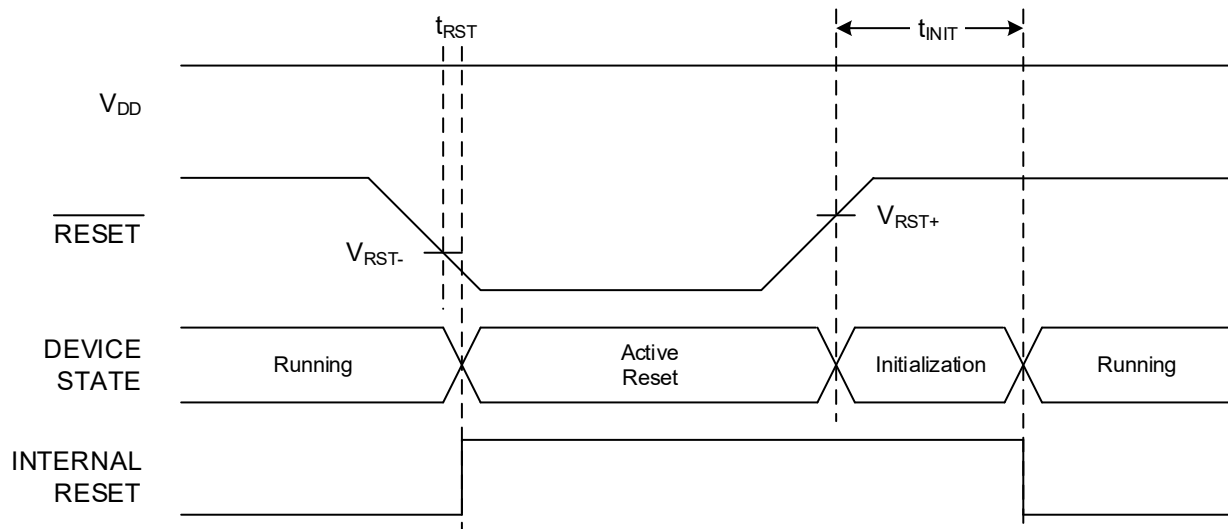 tRST
tINIT
VDD
RESET
VRST-
VRST+
DEVICE
STATE
Running
Active
Reset
Initialization
Running
INTERNAL
RESET